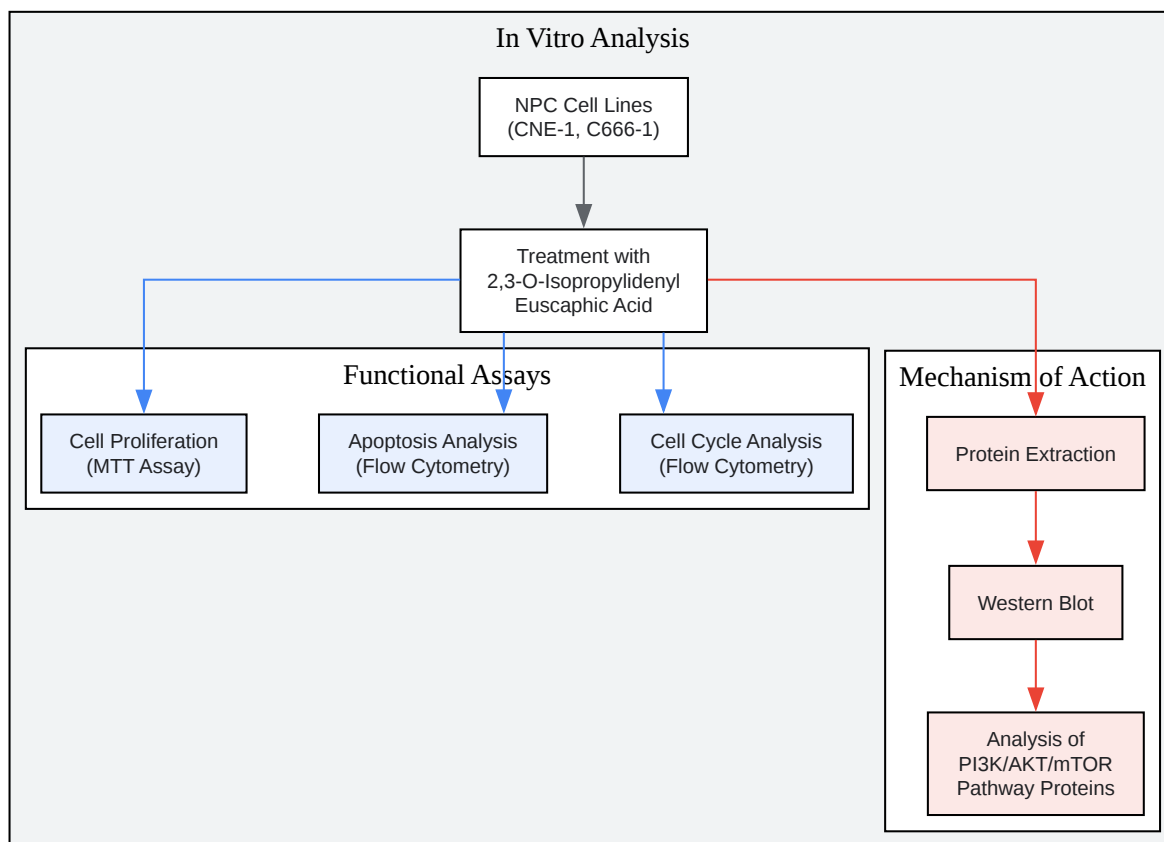 In Vitro Analysis
NPC Cell Lines
(CNE-1, C666-1)
Treatment with
2,3-O-Isopropylidenyl
Euscaphic Acid
Functional Assays
Cell Proliferation
(MTT Assay)
Apoptosis Analysis
(Flow Cytometry)
Cell Cycle Analysis
(Flow Cytometry)
Mechanism of Action
Protein Extraction
Western Blot
Analysis of
PI3K/AKT/mTOR
Pathway Proteins